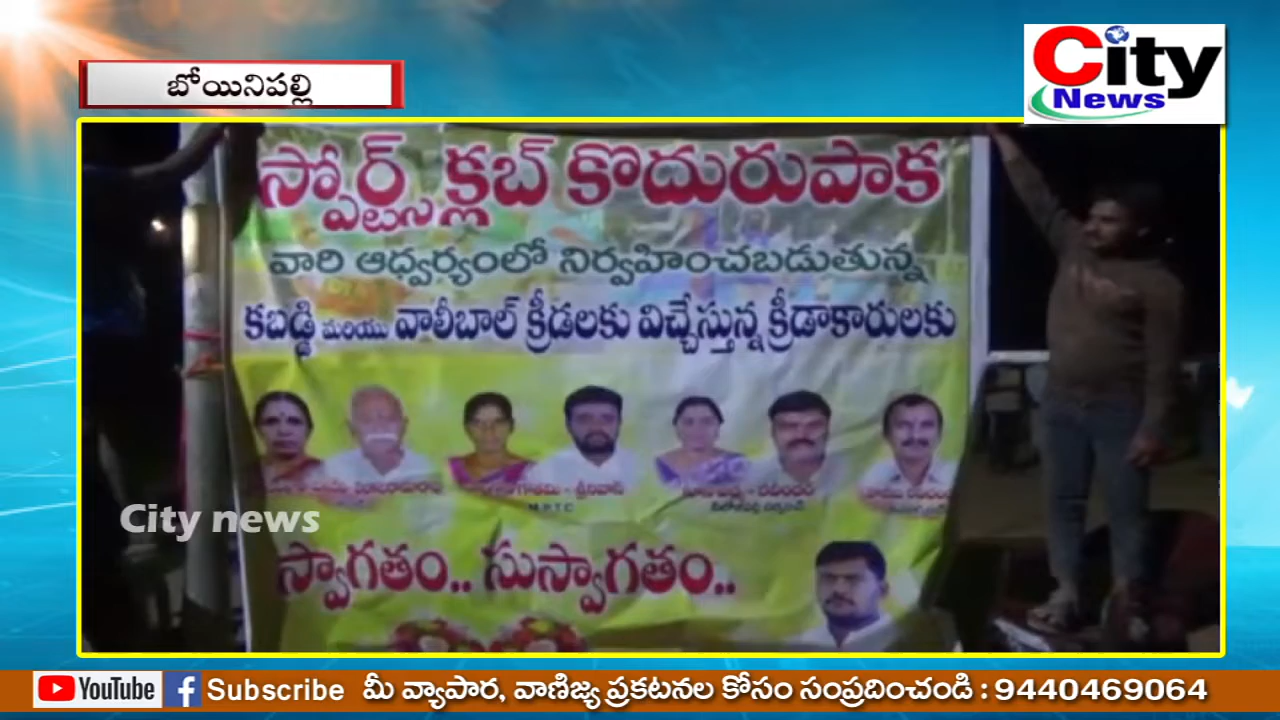 City
News
బోయినిపల్లి
స్పోర్ట్స్ క్లబ్ కొదురుపాక
వారి ఆధ్వర్యంలో నిర్వహించబడుతున్న
కబడ్డి మరియు వాలీబాల్ క్రీడలకు విచ్చేస్తున్న క్రీడాకారులకు
M.P.T.C
City news
స్వాగతం.. సుస్వాగతం..
YouTube f Subscribe మీ వ్యాపార, వాణిజ్య ప్రకటనల కోసం సంప్రదించండి : 9440469064